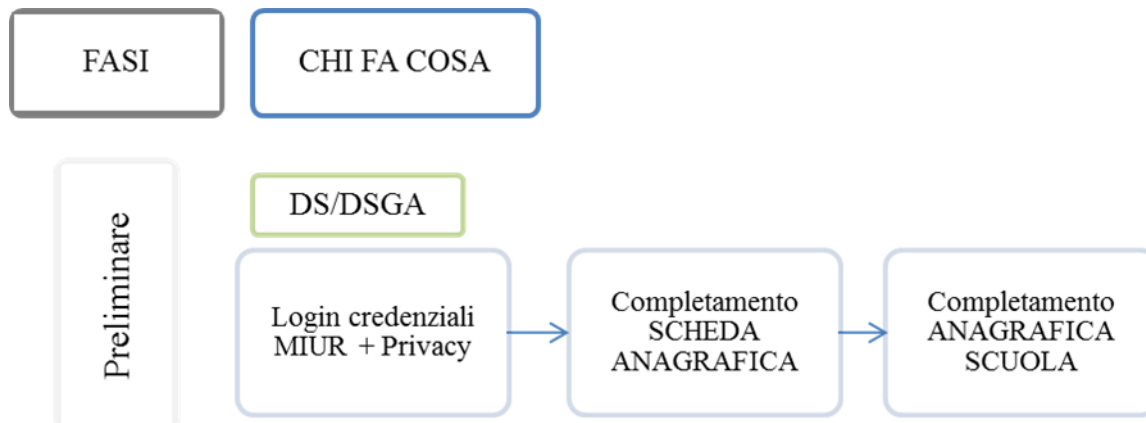 FASI
CHI FA COSA
Preliminare
DS/DSGA
Login credenziali
MIUR + Privacy
Completamento
SCHEDA
ANAGRAFICA
Completamento
ANAGRAFICA
SCUOLA